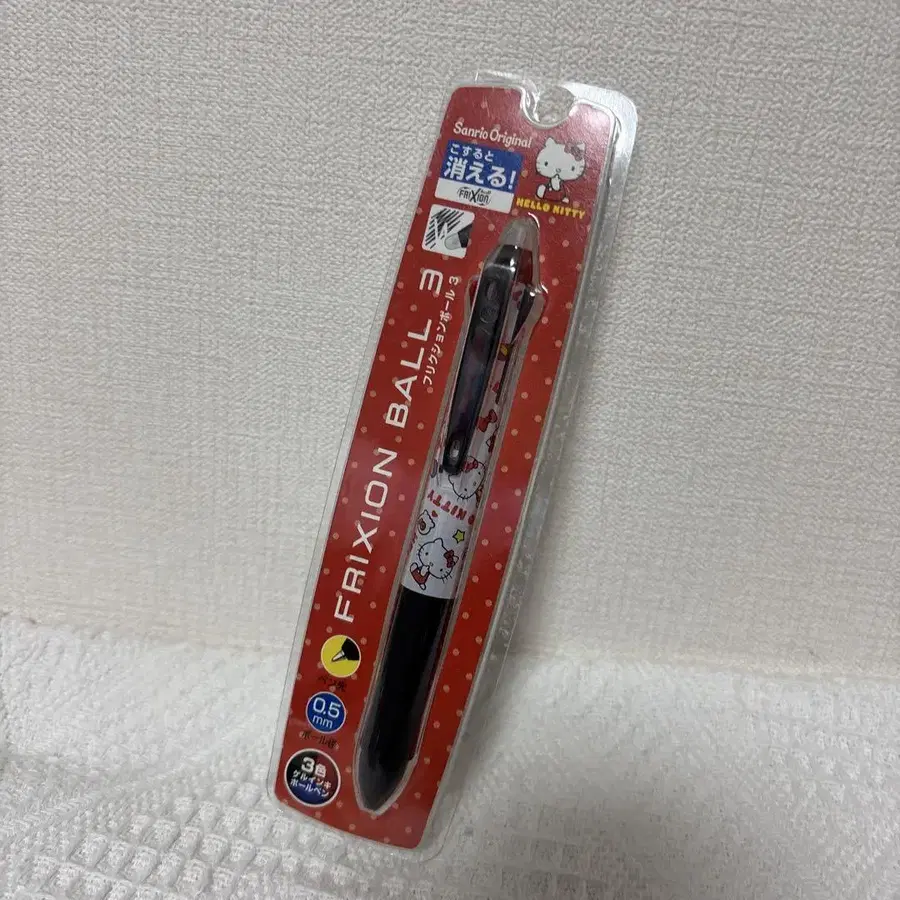 Sanrio Original
こすると
消える!
FRIXION
HELLO KITTY
FRIXION BALL 3
フリクションボール3
O KITTY
ペン先
0.5
mm
ボール径
3色
ゲルインキ
ボールペン